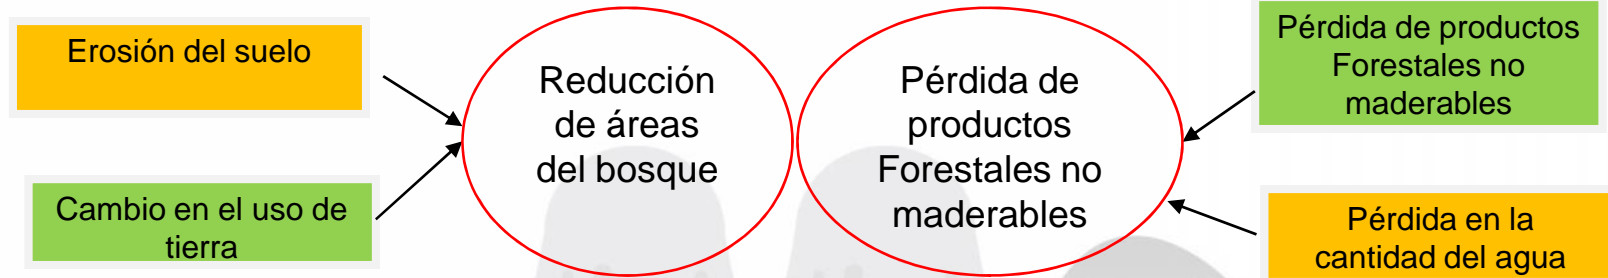 Erosión del suelo
Cambio en el uso de
tierra
Reducción
de áreas
del bosque
Pérdida de
productos
Forestales no
maderables
Pérdida de productos
Forestales no
maderables
Pérdida en la
cantidad del agua